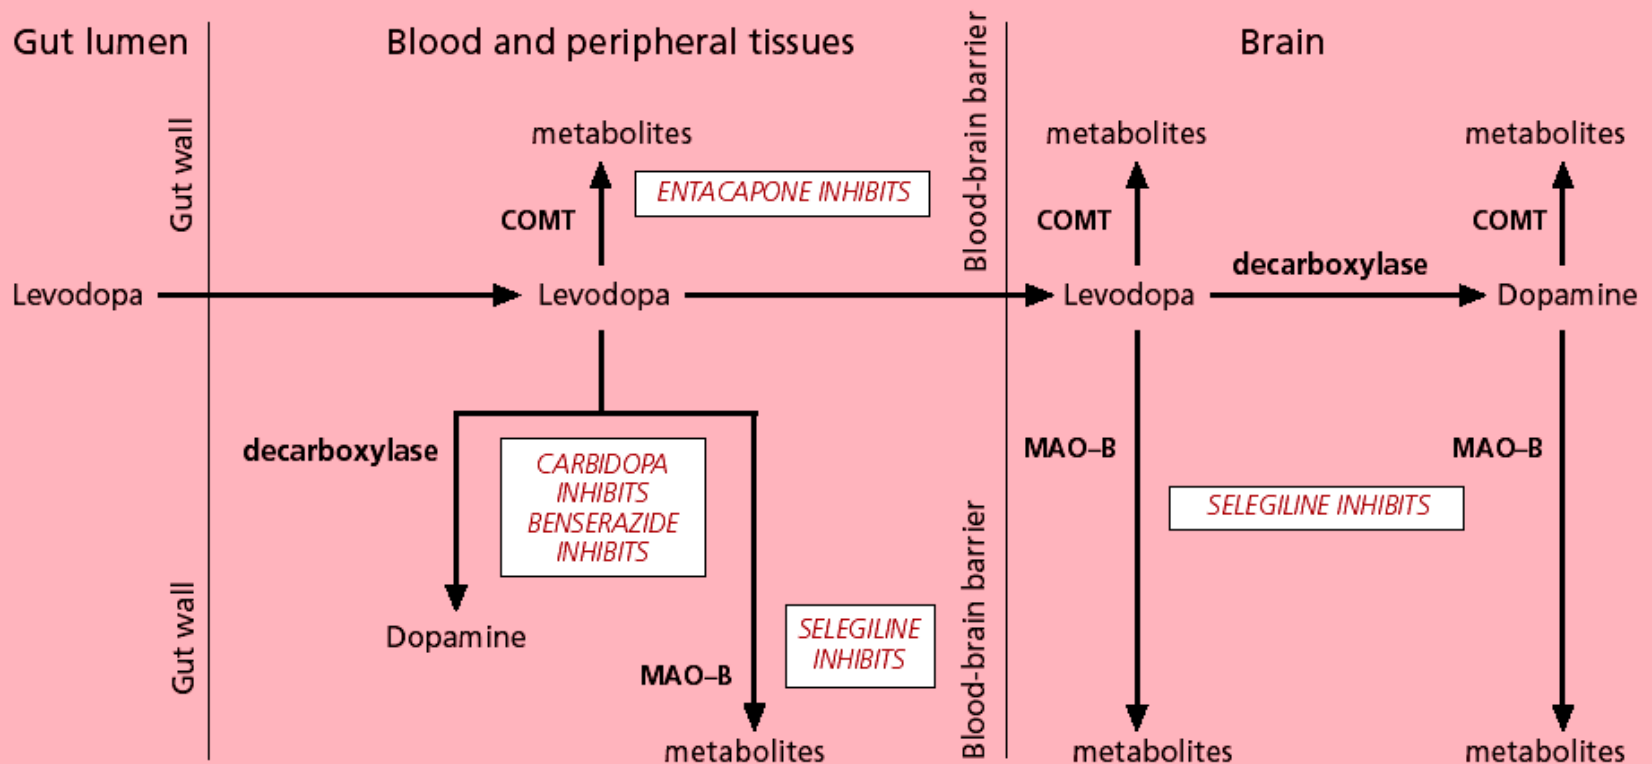 Gut lumen
Blood and peripheral tissues
Brain
Gut wall
Blood-brain barrier
metabolites
metabolites
metabolites
ENTACAPONE INHIBITS
COMT
COMT
COMT
decarboxylase
Levodopa
Levodopa
Levodopa
Dopamine
decarboxylase
CARBIDOPA
INHIBITS
BENSERAZIDE
INHIBITS
MAO–B
MAO–B
SELEGILINE INHIBITS
Gut wall
Blood-brain barrier
Dopamine
SELEGILINE
INHIBITS
MAO–B
metabolites
metabolites
metabolites